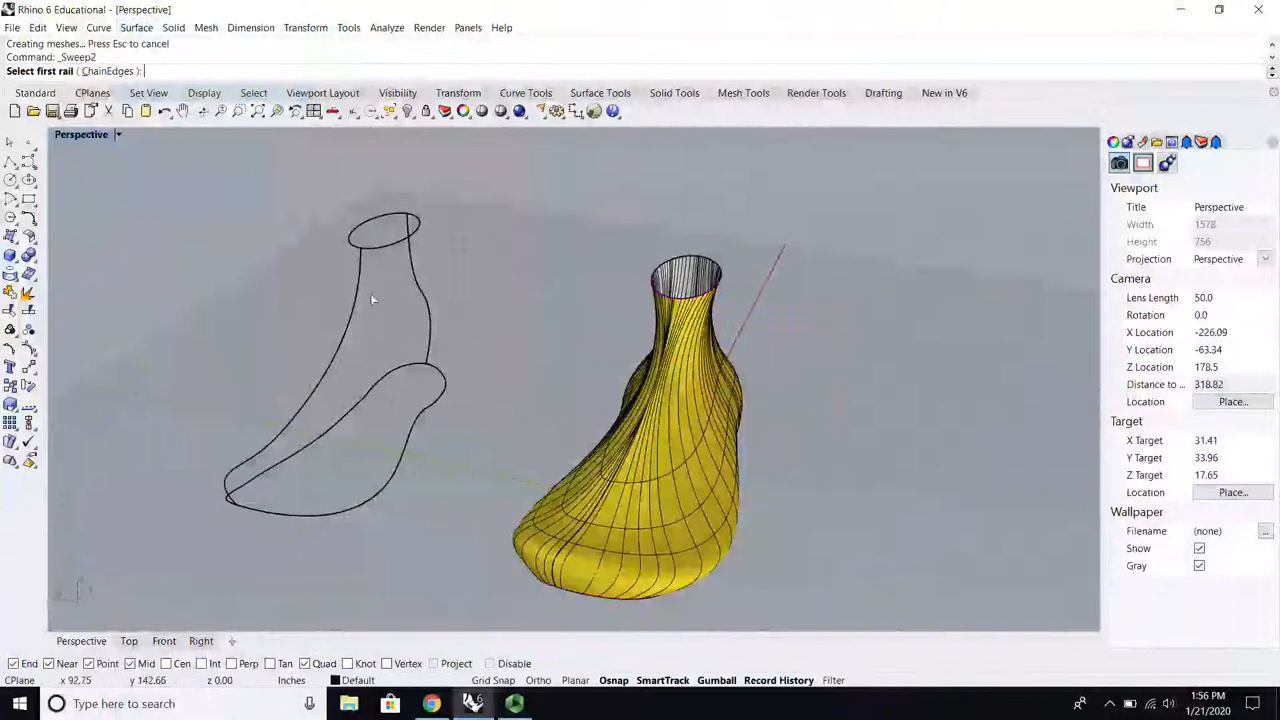 Rhino 6 Educational - [Perspective]
File Edit View Curve Surface Solid Mesh Dimension Transform Tools Analyze Render Panels Help
Creating meshes... Press Esc to cancel
Command: _Sweep2
Select first rail ( ChainEdges ):
Standard CPlanes Set View Display Select Viewport Layout Visibility Transform Curve Tools Surface Tools Solid Tools Mesh Tools Render Tools Drafting New in V6
Perspective
Viewport
Title Perspective
Width 1578
Height 756
Projection Perspective
Camera
Lens Length 50.0
Rotation 0.0
X Location -226.09
Y Location -63.34
Z Location 178.5
Distance to ... 318.82
Location Place...
Target
X Target 31.41
Y Target 33.96
Z Target 17.65
Location Place...
Wallpaper
Filename (none) ...
Show
Gray
Perspective Top Front Right
End Near Point Mid Cen Int Perp Tan Quad Knot Vertex Project Disable
CPlane x 92.75 y 142.66 z 0.00 Inches Default Grid Snap Ortho Planar Osnap SmartTrack Gumball Record History Filter
Type here to search
1:56 PM
1/21/2020